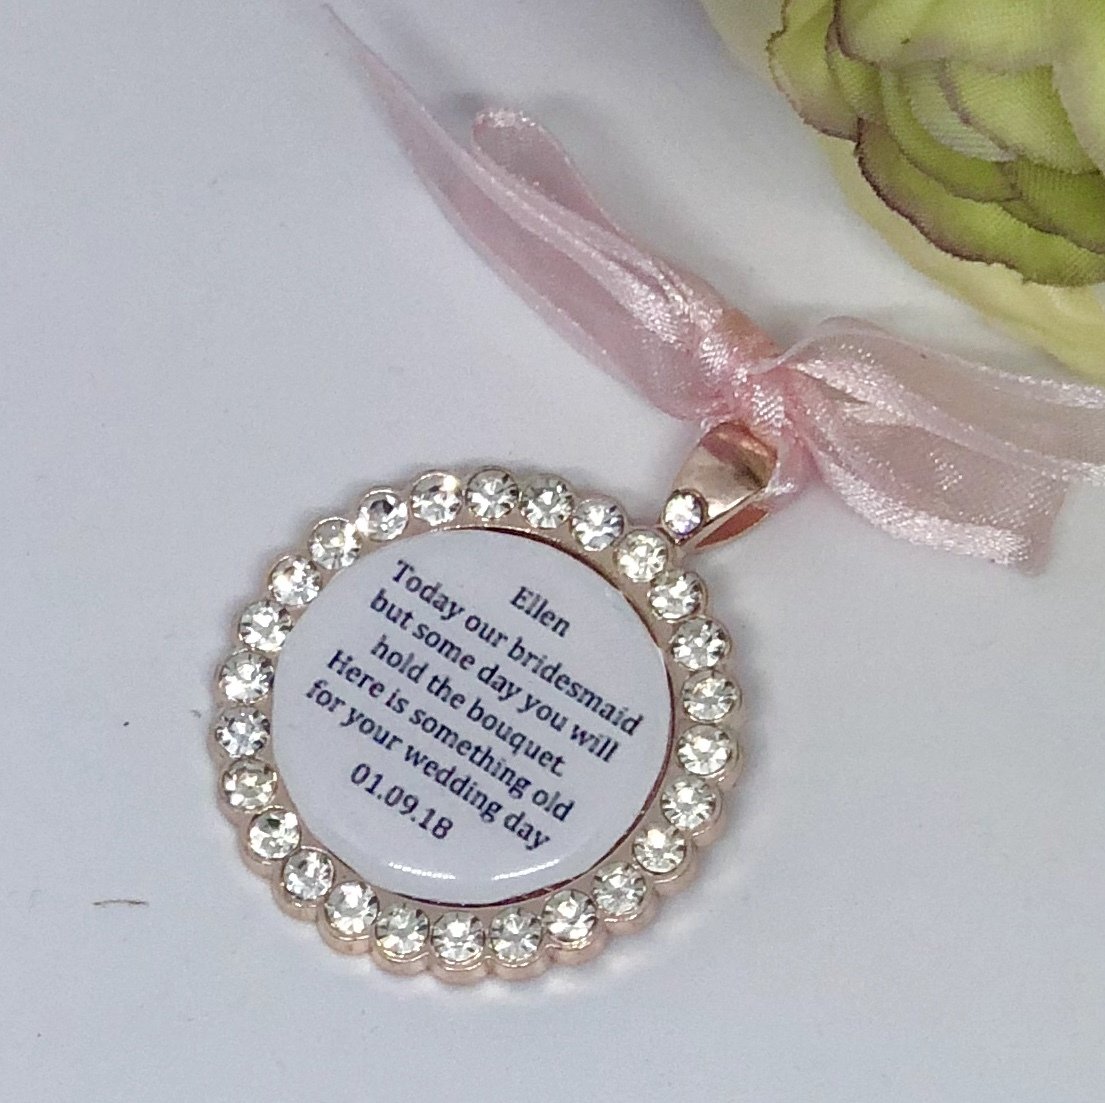 Ellen
Today our bridesmaid
but some day you will
hold the bouquet.
Here is something old
for your wedding day
01.09.18